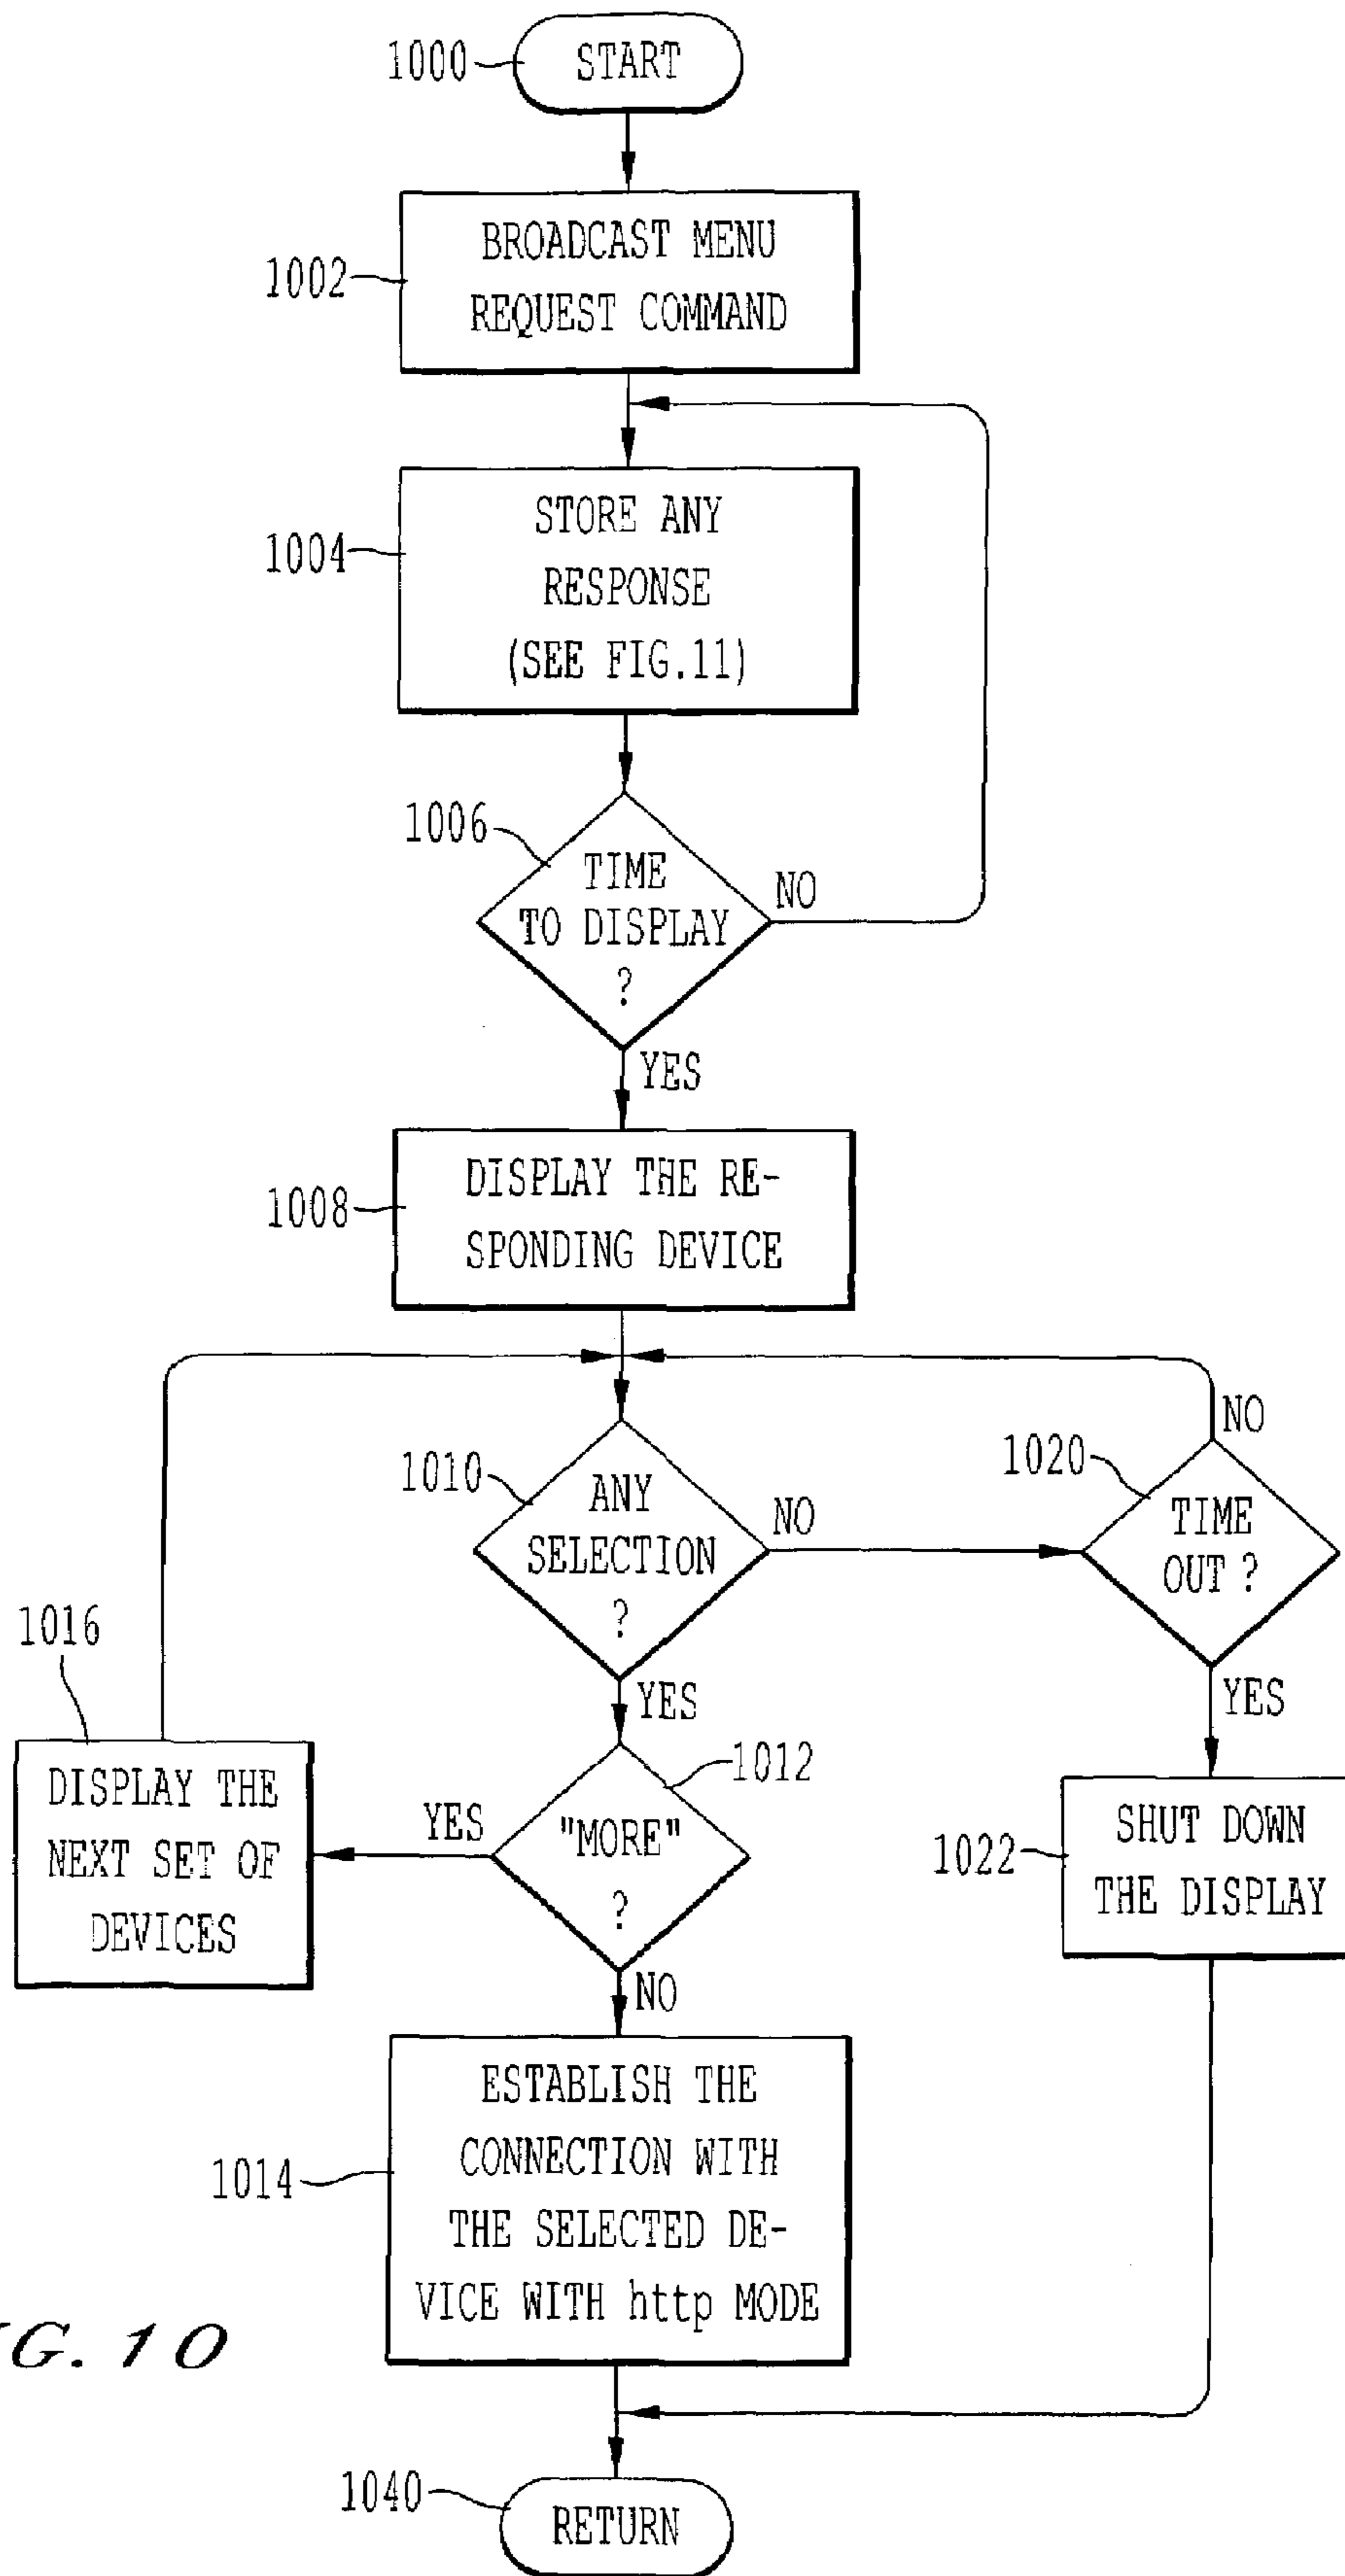 1000
START
1002
BROADCAST MENU
REQUEST COMMAND
1004
STORE ANY
RESPONSE
(SEE FIG.11)
1006
TIME
TO DISPLAY
?
NO
YES
1008
DISPLAY THE RE-
SPONDING DEVICE
1010
ANY
SELECTION
?
NO
1020
TIME
OUT ?
NO
YES
YES
1016
DISPLAY THE
NEXT SET OF
DEVICES
1012
"MORE"
?
YES
NO
1022
SHUT DOWN
THE DISPLAY
1014
ESTABLISH THE
CONNECTION WITH
THE SELECTED DE-
VICE WITH http MODE
G. 10
1040
RETURN